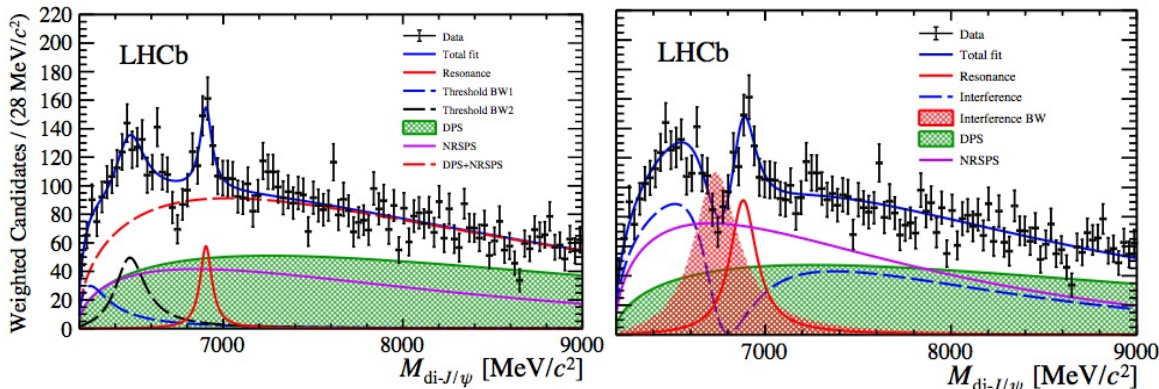 Weighted Candidates / (28 MeV/c²)
220
200
180
160
140
120
100
80
60
40
20
0
LHCb
Data
Total fit
Resonance
Threshold BW1
Threshold BW2
DPS
NRSPS
DPS+NRSPS
7000
8000
9000
M di-J/ψ [MeV/c²]
LHCb
Data
Total fit
Resonance
Interference
Interference BW
DPS
NRSPS
7000
8000
9000
M di-J/ψ [MeV/c²]